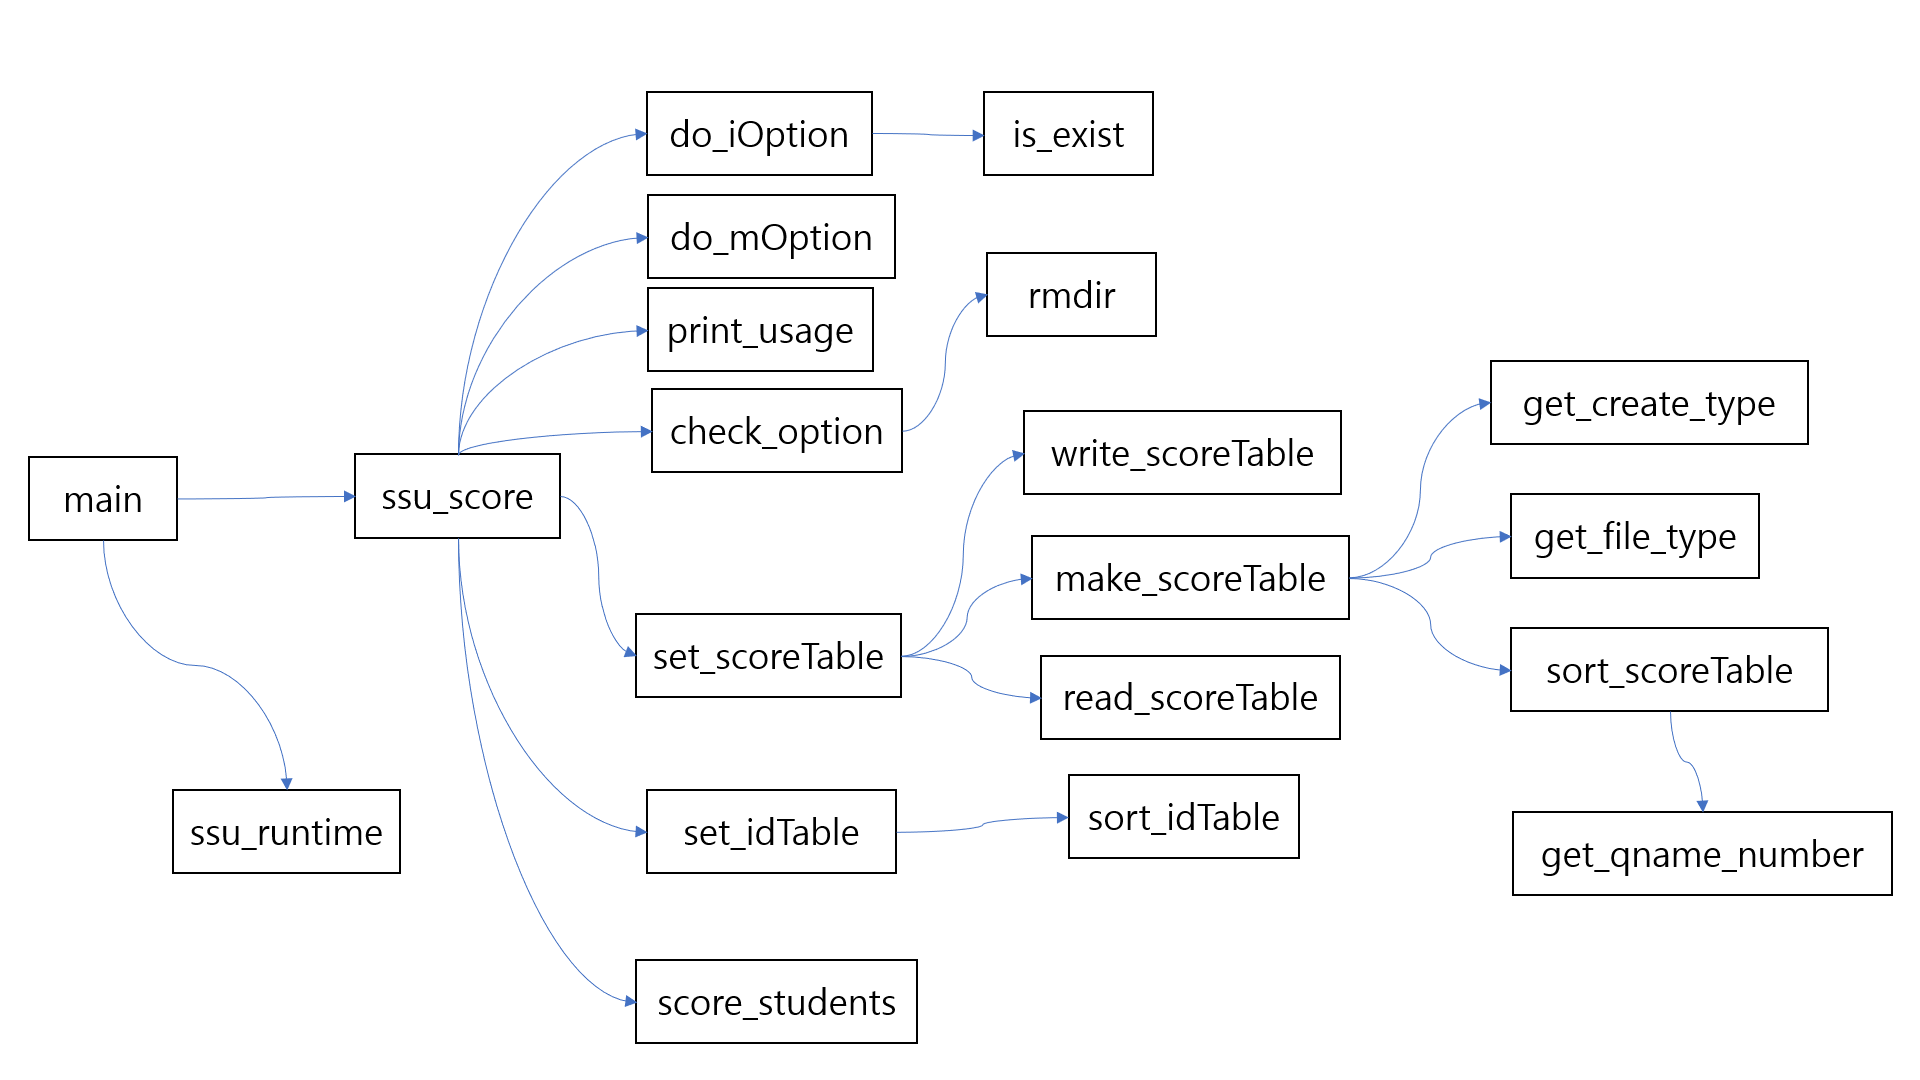 do_iOption
is_exist
do_mOption
rmdir
print_usage
check_option
get_create_type
write_scoreTable
main
ssu_score
get_file_type
make_scoreTable
set_scoreTable
sort_scoreTable
read_scoreTable
ssu_runtime
set_idTable
sort_idTable
get_qname_number
score_students